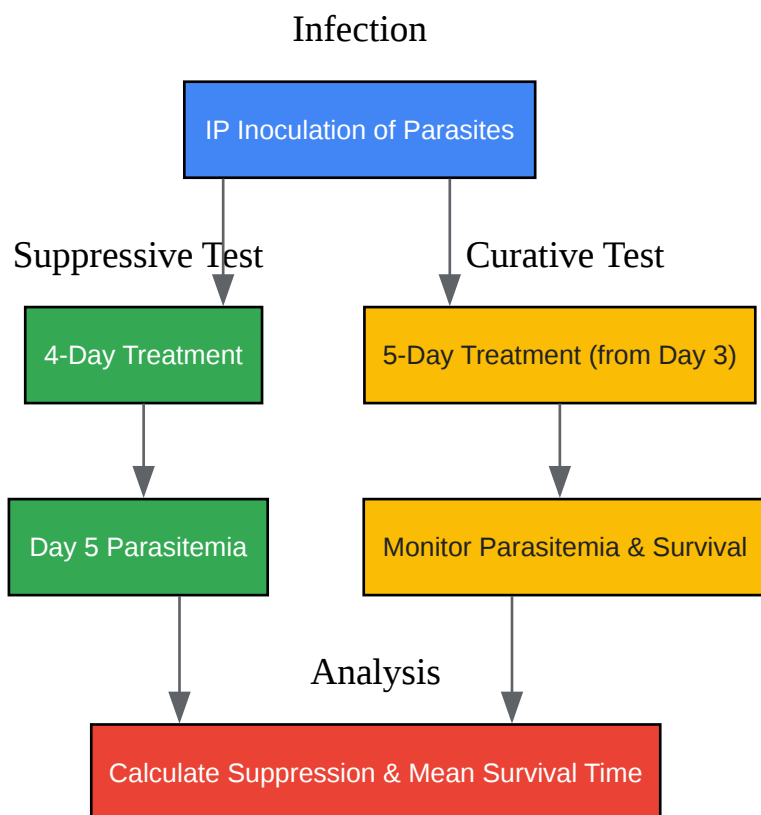 Infection
IP Inoculation of Parasites
Suppressive Test
Curative Test
4-Day Treatment
5-Day Treatment (from Day 3)
Day 5 Parasitemia
Monitor Parasitemia & Survival
Analysis
Calculate Suppression & Mean Survival Time